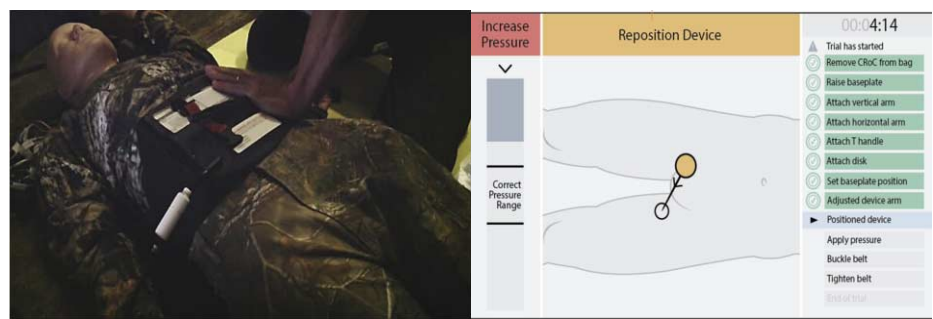 Increase
Pressure
Reposition Device
00:04:14
Trial has started
Remove CRoC from bag
Raise baseplate
Attach vertical arm
Attach horizontal arm
Attach T handle
Attach disk
Set baseplate position
Adjusted device arm
Positioned device
Apply pressure
Buckle belt
Tighten belt
End of trial
Correct
Pressure
Range